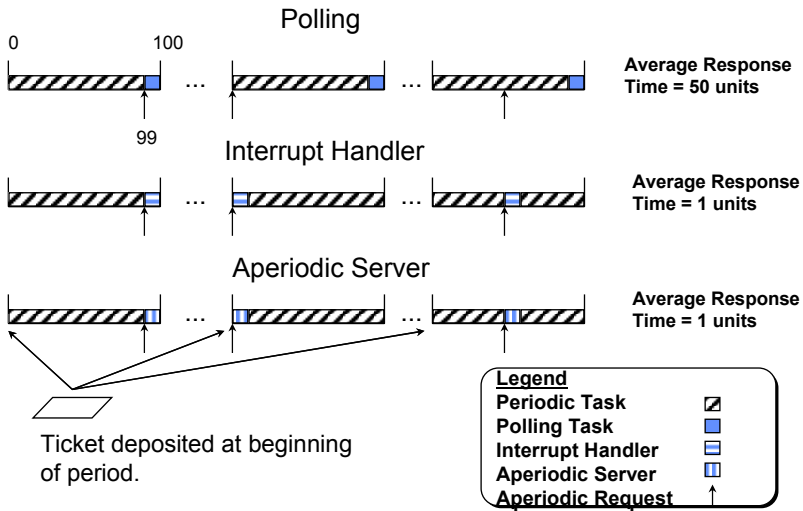 Polling
0
100
... ...
Average Response
Time = 50 units
99
Interrupt Handler
... ...
Average Response
Time = 1 units
Aperiodic Server
... ...
Average Response
Time = 1 units
Ticket deposited at beginning
of period.
Legend
Periodic Task
Polling Task
Interrupt Handler
Aperiodic Server
Aperiodic Request